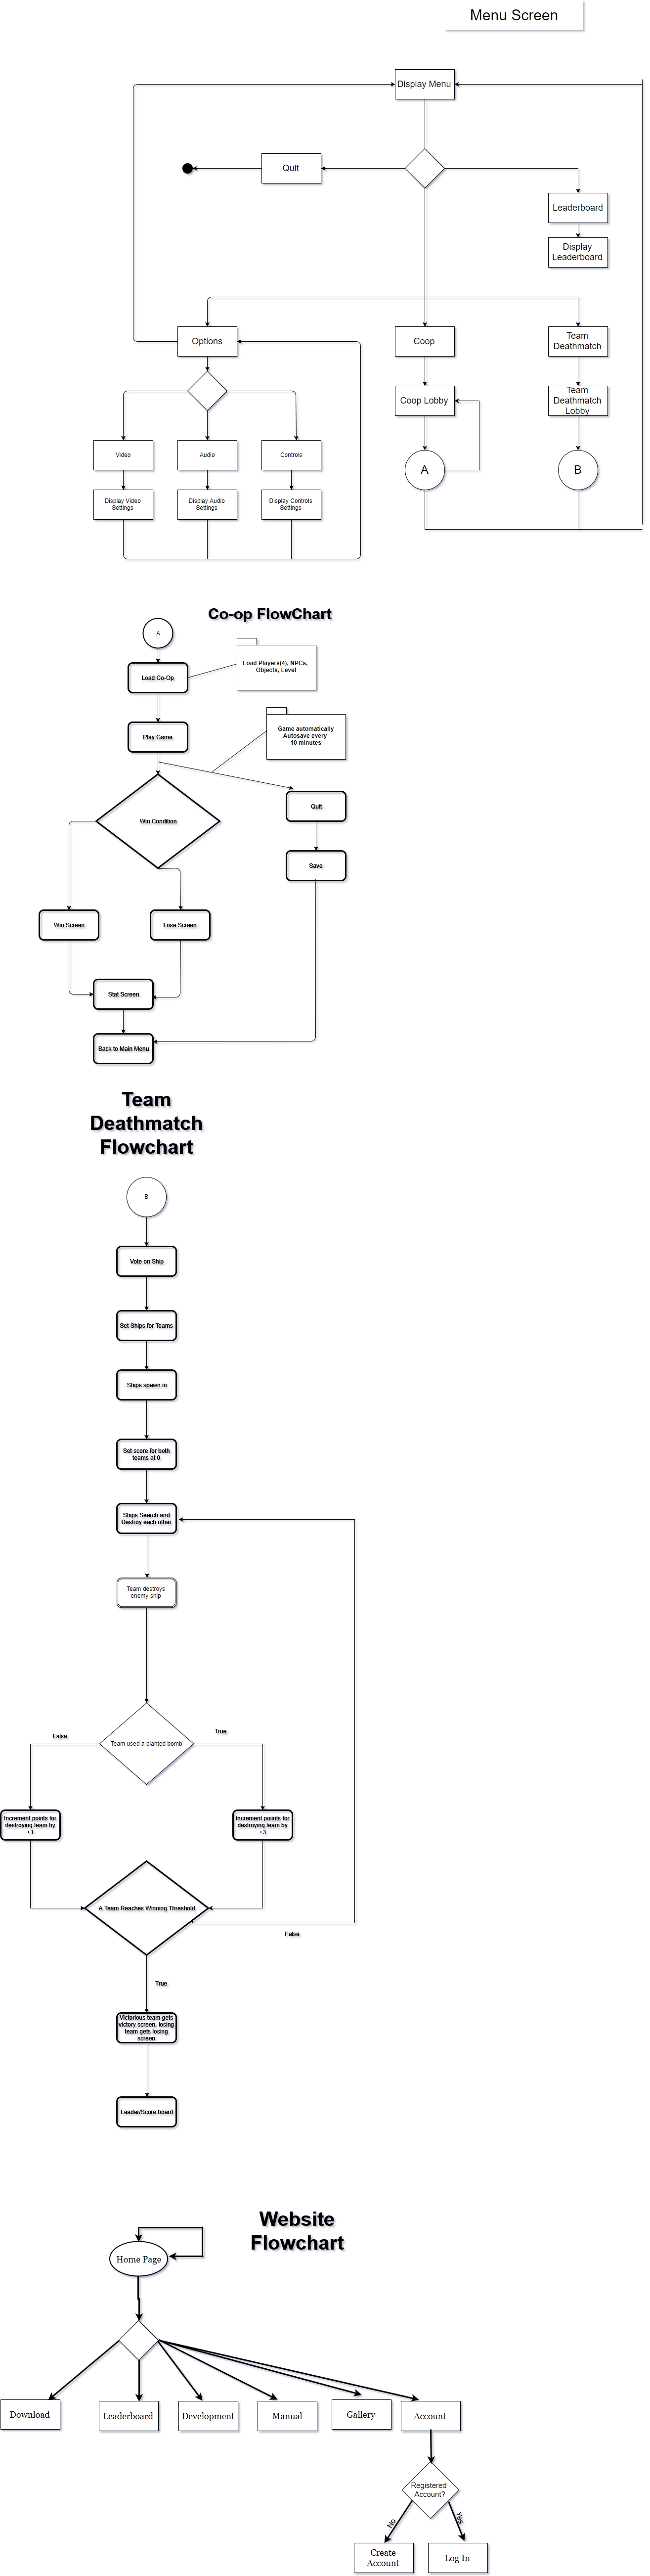 Menu Screen
Display Menu
Quit
Leaderboard
Display
Leaderboard
Options
Coop
Team
Deathmatch
Coop Lobby
Team
Deathmatch
Lobby
Video
Audio
Controls
A
B
Display Video
Settings
Display Audio
Settings
Display Controls
Settings
Co-op FlowChart
A
Load Co-Op
Load Players(4), NPCs,
Objects, Level
Play Game
Game automatically
Autosave every
10 minutes
Quit
Win Condition
Save
Win Screen
Lose Screen
Stat Screen
Back to Main Menu
Team
Deathmatch
Flowchart
B
Vote on Ship
Set Ships for Teams
Ships spawn in
Set score for both
teams at 0
Ships Search and
Destroy each other
Team destroys
enemy ship
False
True
Team used a planted bomb
Increment points for
destroying team by
+1
Increment poiints for
destroying team by
+3
A Team Reaches Winning Threshold
False
True
Victorious team gets
victory screen, losing
team gets losing
screen
Leader/Score board
Website
Flowchart
Home Page
Download
Leaderboard
Development
Manual
Gallery
Account
Registered
Account?
No
Yes
Create
Account
Log In